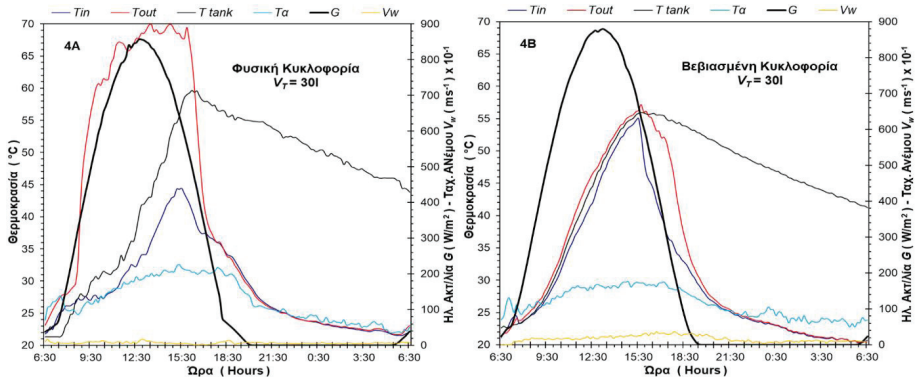 Tin Tout T tank Tα G Vw
4A
Φυσική Κυκλοφορία
VT = 30l
Θερμοκρασία ( °C )
70
65
60
55
50
45
40
35
30
25
20
900
800
700
600
500
400
300
200
100
0
Ηλ. Ακτ/λία G ( W/m² ) - Ταχ. ΑΝέμου Vw ( ms⁻¹ ) x 10⁻¹
6:30 9:30 12:30 15:30 18:30 21:30 0:30 3:30 6:30
Ώρα ( Hours )
Tin Tout T tank Tα G Vw
4B
Βεβιασμένη Κυκλοφορία
VT = 30l
Θερμοκρασία ( °C )
70
65
60
55
50
45
40
35
30
25
20
900
800
700
600
500
400
300
200
100
0
Ηλ. Ακτ/λία G ( W/m² ) - Ταχ. Ανέμου Vw ( ms⁻¹ ) x 10⁻¹
6:30 9:30 12:30 15:30 18:30 21:30 0:30 3:30 6:30
Ώρα ( Hours )